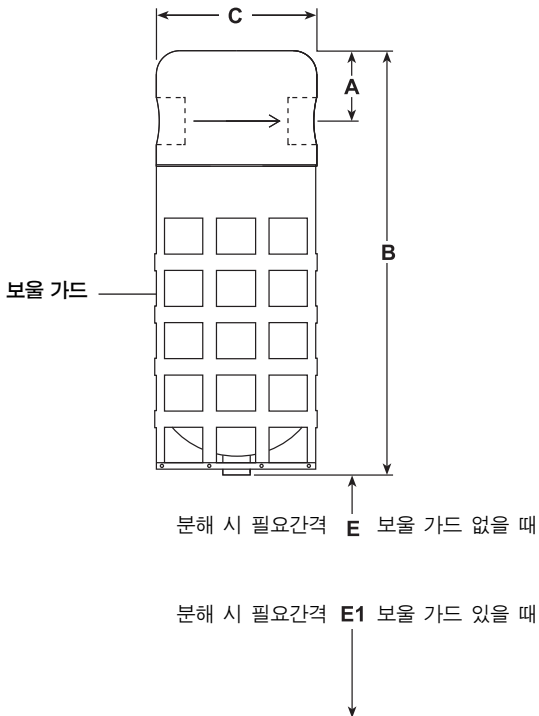 C
A
B
보울 가드
분해 시 필요간격 E 보울 가드 없을 때
분해 시 필요간격 E1 보울 가드 있을 때